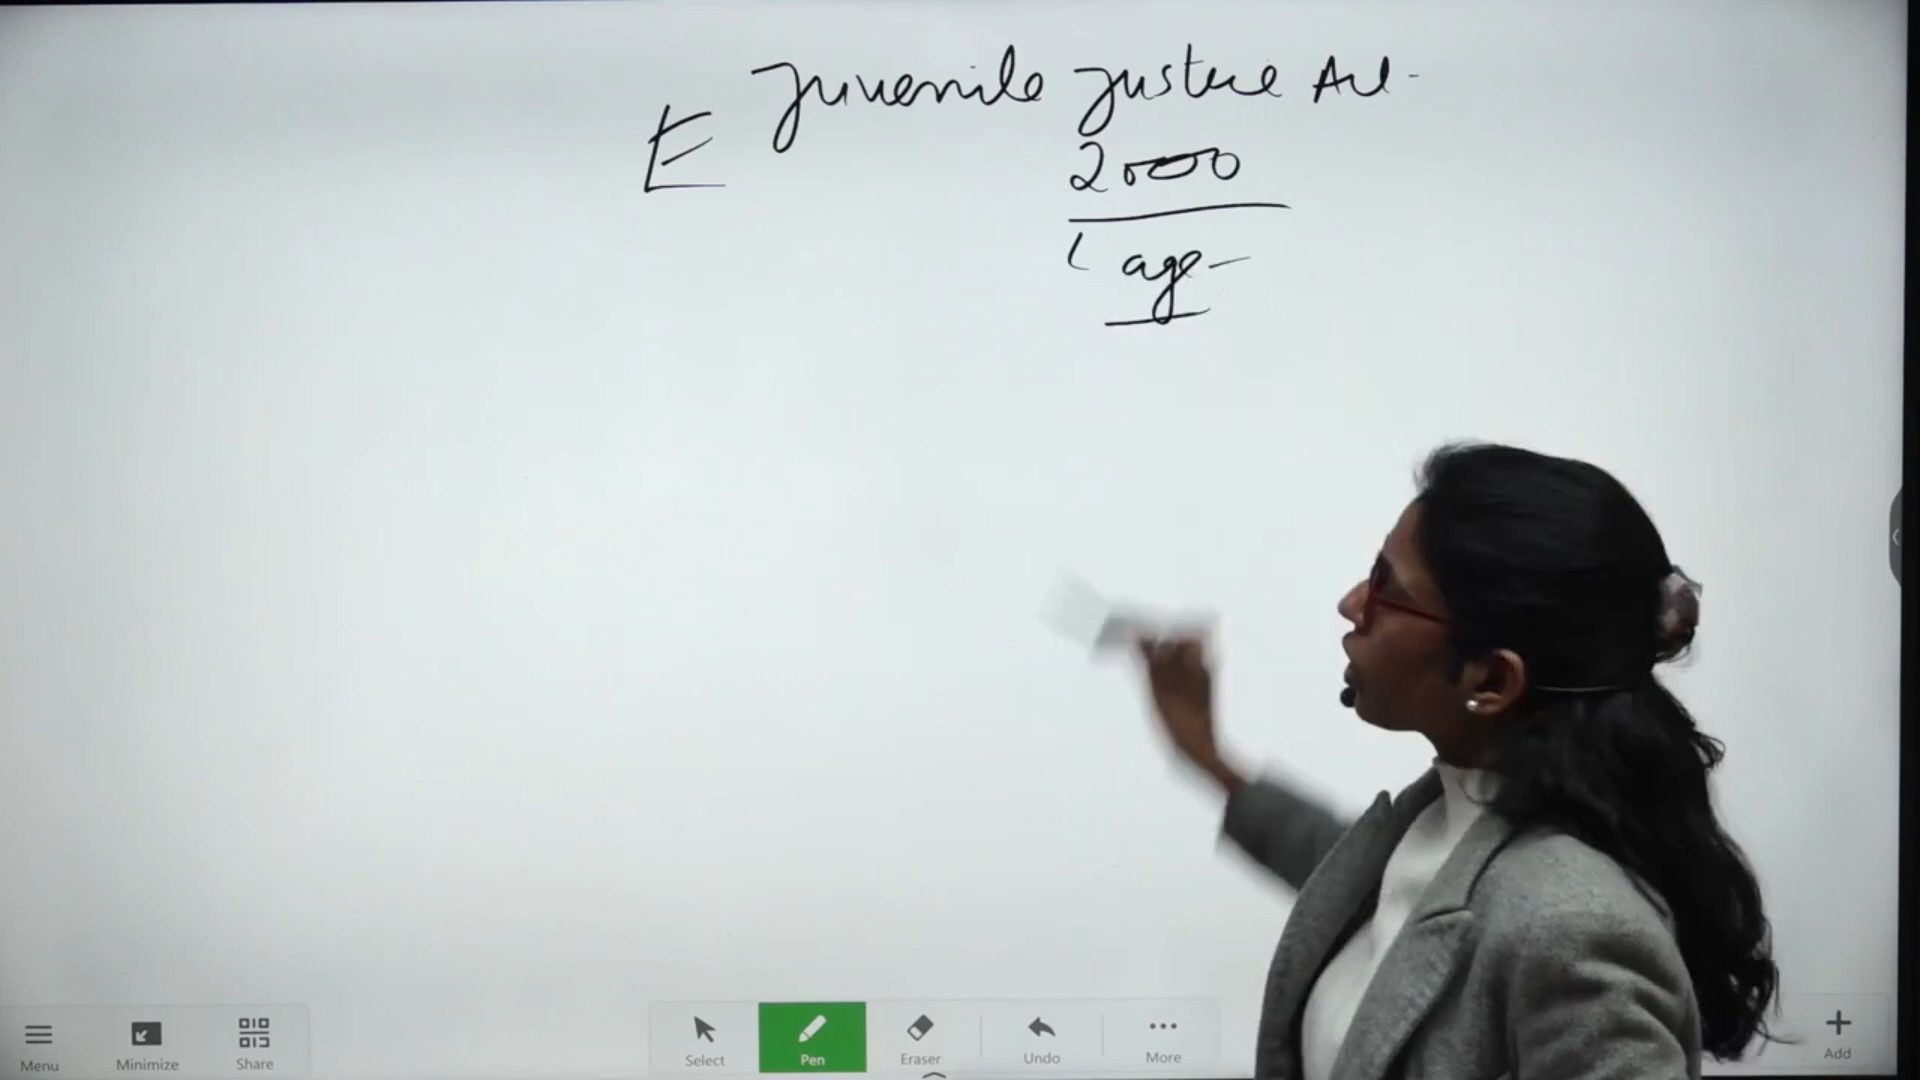 Juvenile Justice Act.
E
2000
( age -
Menu
Minimize
Share
Select
Pen
Eraser
Undo
More
Add